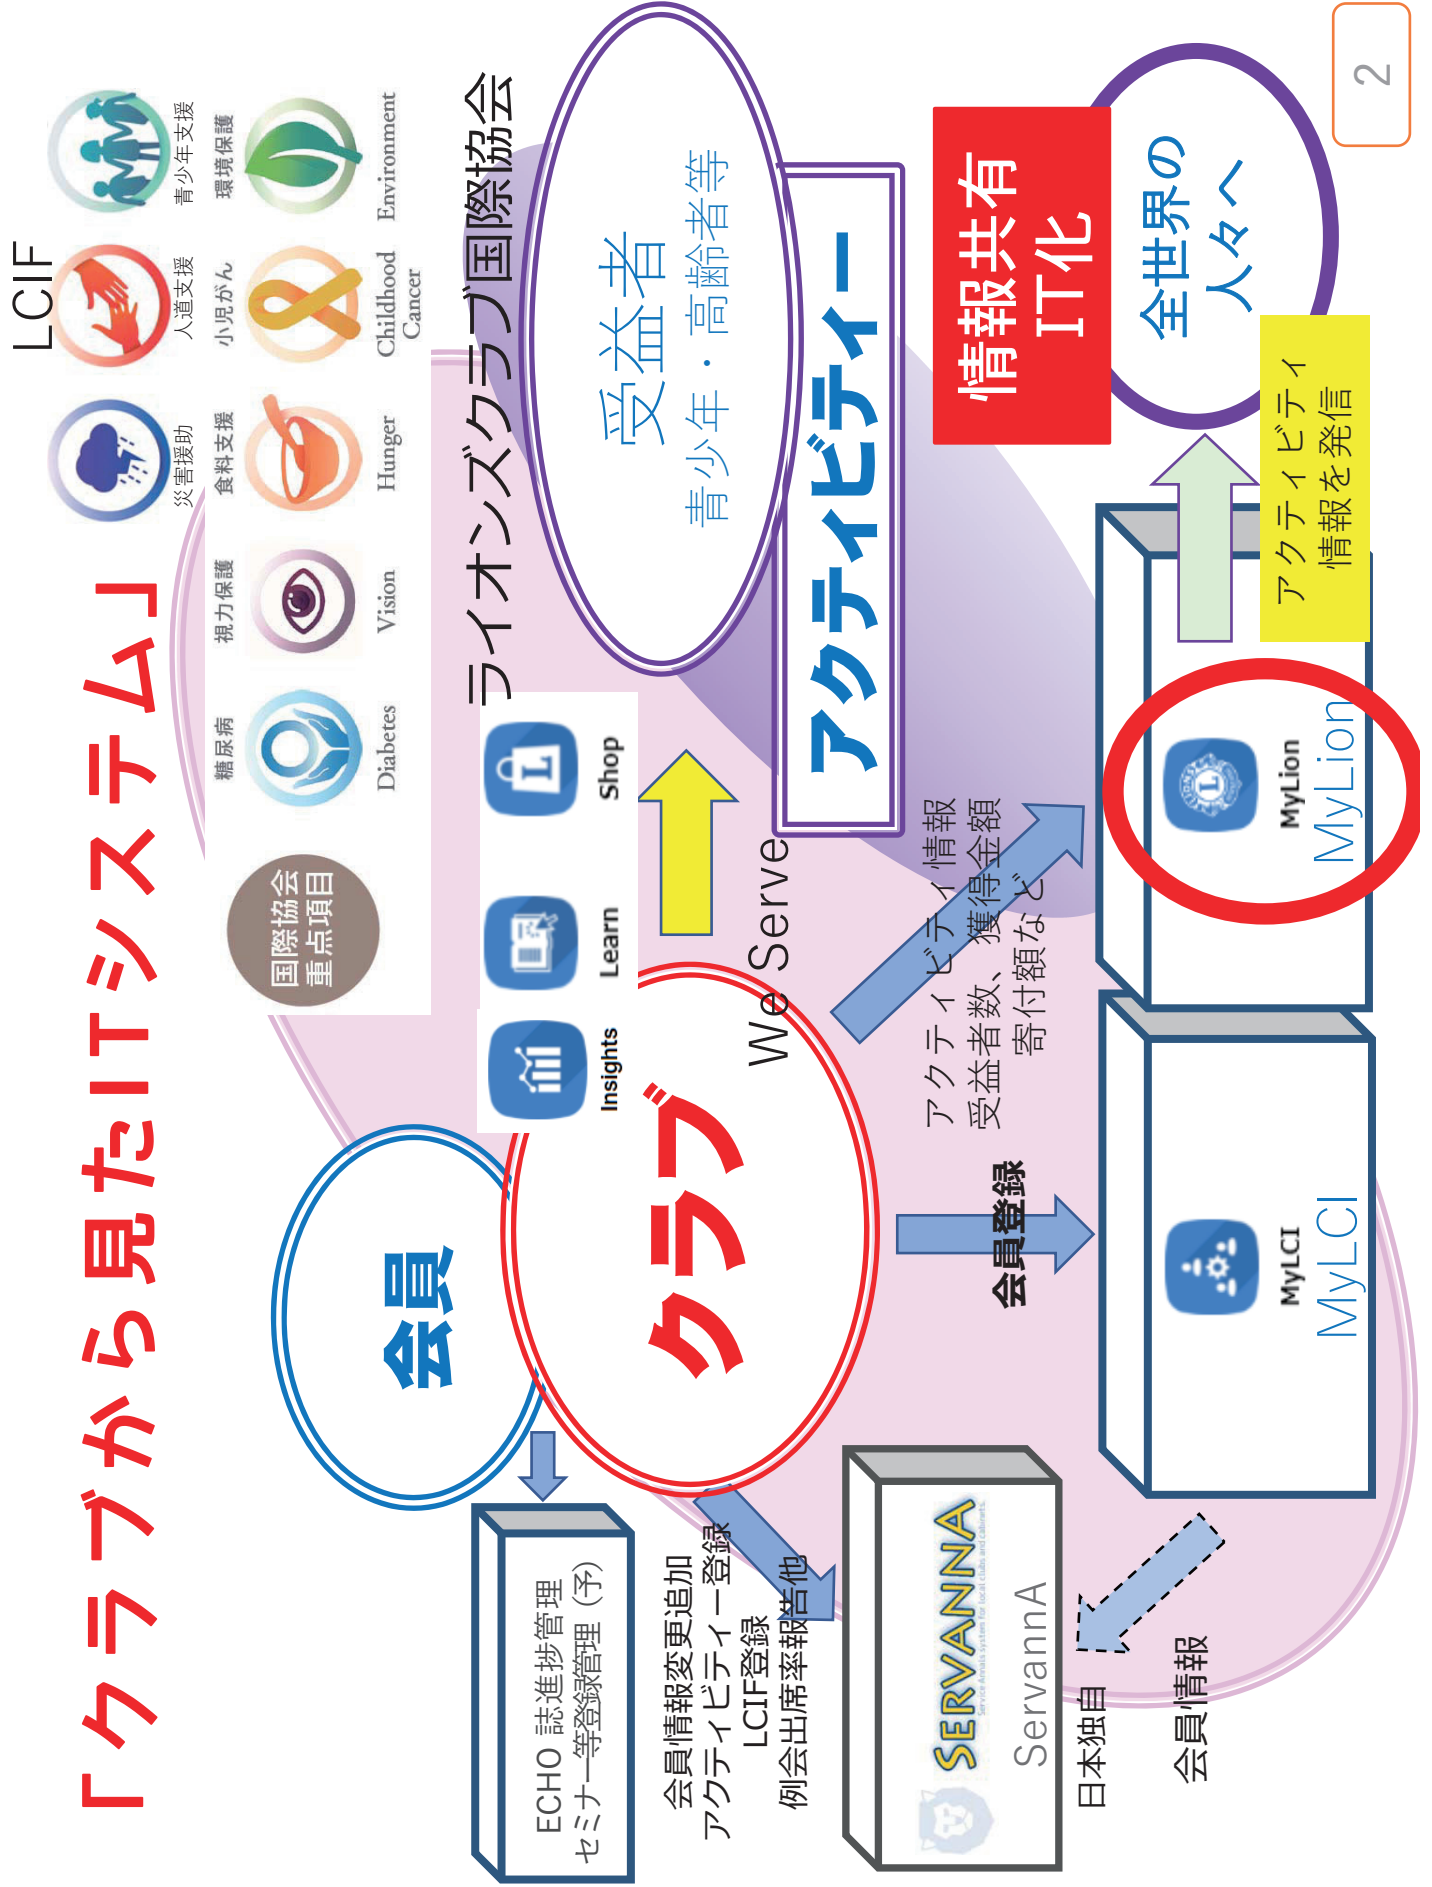 「クラブから見たITシステム」
LCIF
災害援助
人道支援
青少年支援
国際協会
重点項目
糖尿病
視力保護
食料支援
小児がん
環境保護
Diabetes
Vision
Hunger
Childhood
Cancer
Environment
ライオンズクラブ国際協会
会員
クラブ
Insights
Learn
Shop
We Serve
受益者
青少年・高齢者等
アクティビティー
ECHO 誌進捗管理
セミナー等登録管理（予）
会員情報変更追加
アクティビティー登録
LCIF登録
例会出席率報告他
SERVANNA
Service Annals system for local clubs and cabinets.
ServannA
日本独自
会員情報
会員登録
アクティビティ情報
受益者数、獲得金額
寄付額など
MyLCI
MyLCI
L
MyLion
MyLion
情報共有
IT化
全世界の
人々へ
アクティビティ
情報を発信
2